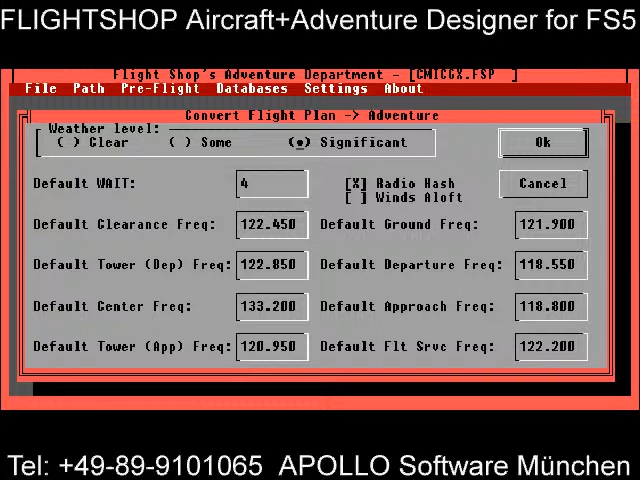 FLIGHTSHOP Aircraft+Adventure Designer for FS5
Flight Shop's Adventure Department - [CMICGX.FSP ]
File Path Pre-Flight Databases Settings About
Convert Flight Plan -> Adventure
Weather level:
( ) Clear ( ) Some (•) Significant
Ok
Default WAIT: 4
[X] Radio Hash
[ ] Winds Aloft
Cancel
Default Clearance Freq: 122.450 Default Ground Freq: 121.900
Default Tower (Dep) Freq: 122.850 Default Departure Freq: 118.550
Default Center Freq: 133.200 Default Approach Freq: 118.800
Default Tower (App) Freq: 120.950 Default Flt Srvc Freq: 122.200
Tel: +49-89-9101065 APOLLO Software München